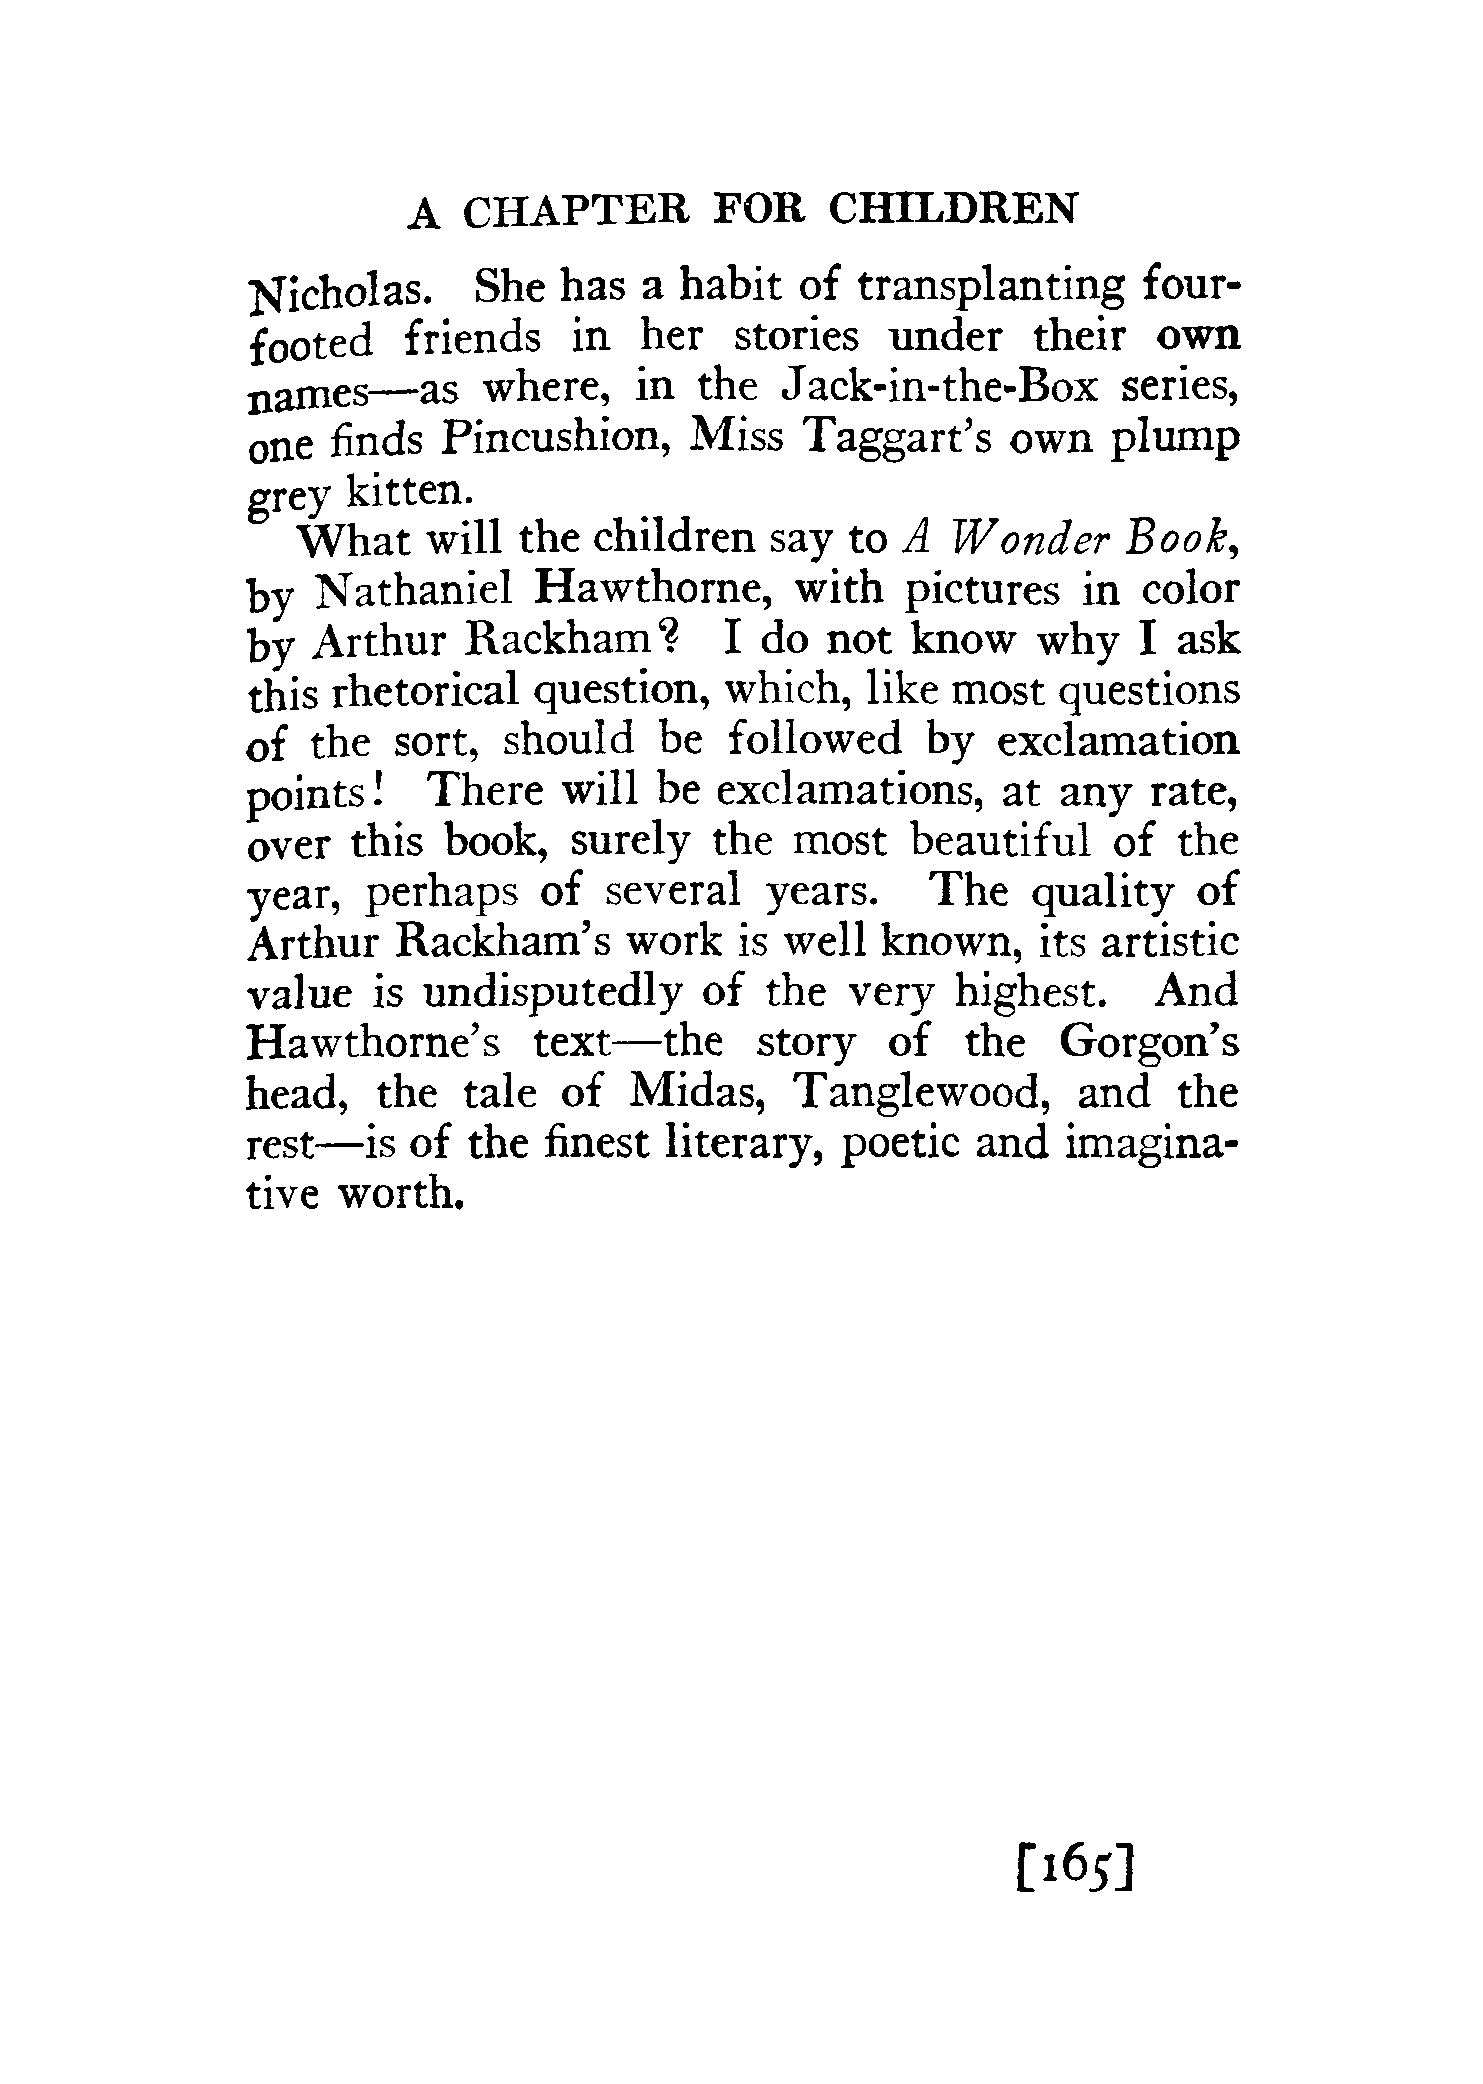 A CHAPTER FOR CHILDREN
Nicholas. She has a habit of transplanting four-
footed friends in her stories under their own
names—as where, in the Jack-in-the-Box series,
one finds Pincushion, Miss Taggart's own plump
grey kitten.
What will the children say to A Wonder Book,
by Nathaniel Hawthorne, with pictures in color
by Arthur Rackham? I do not know why I ask
this rhetorical question, which, like most questions
of the sort, should be followed by exclamation
points! There will be exclamations, at any rate,
over this book, surely the most beautiful of the
year, perhaps of several years. The quality of
Arthur Rackham's work is well known, its artistic
value is undisputedly of the very highest. And
Hawthorne's text—the story of the Gorgon's
head, the tale of Midas, Tanglewood, and the
rest—is of the finest literary, poetic and imagina-
tive worth.
[165]